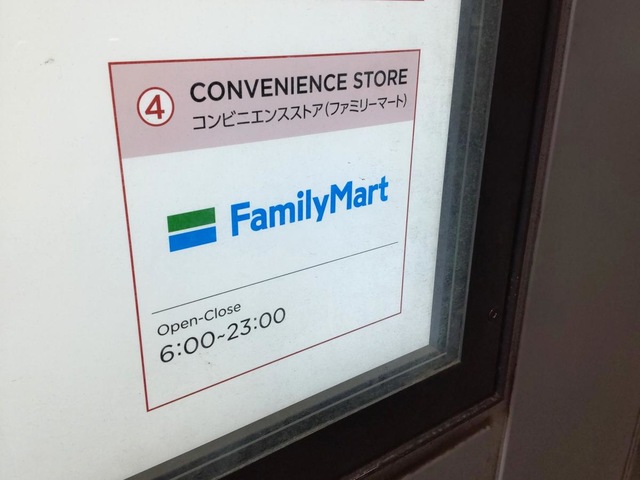 ④ CONVENIENCE STORE
コンビニエンスストア(ファミリーマート)
FamilyMart
Open-Close
6:00~23:00